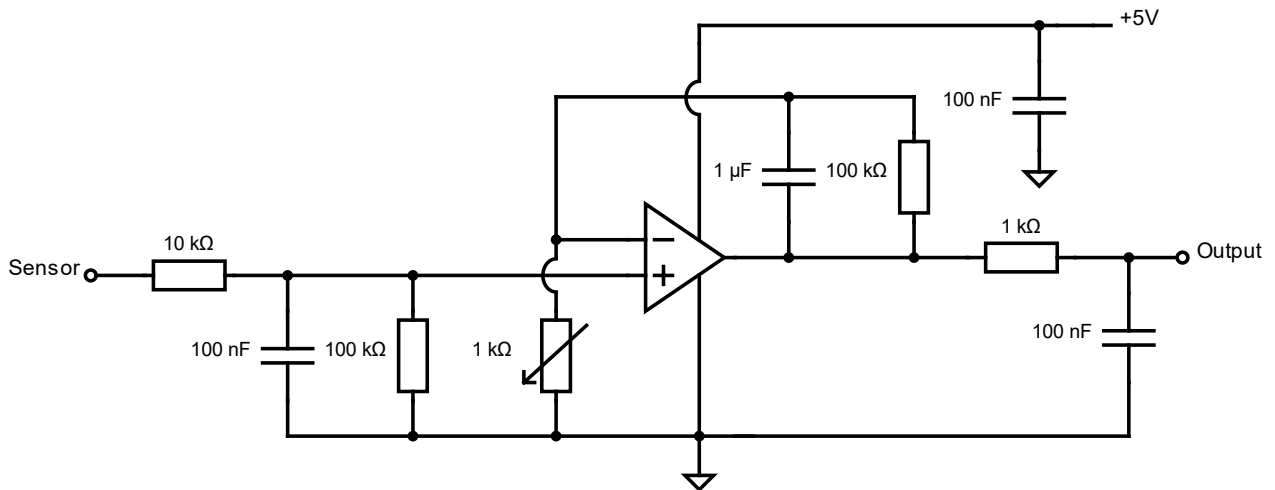 +5V
100 nF
1 µF
100 kΩ
10 kΩ
1 kΩ
Sensor
Output
100 nF
100 kΩ
1 kΩ
100 nF